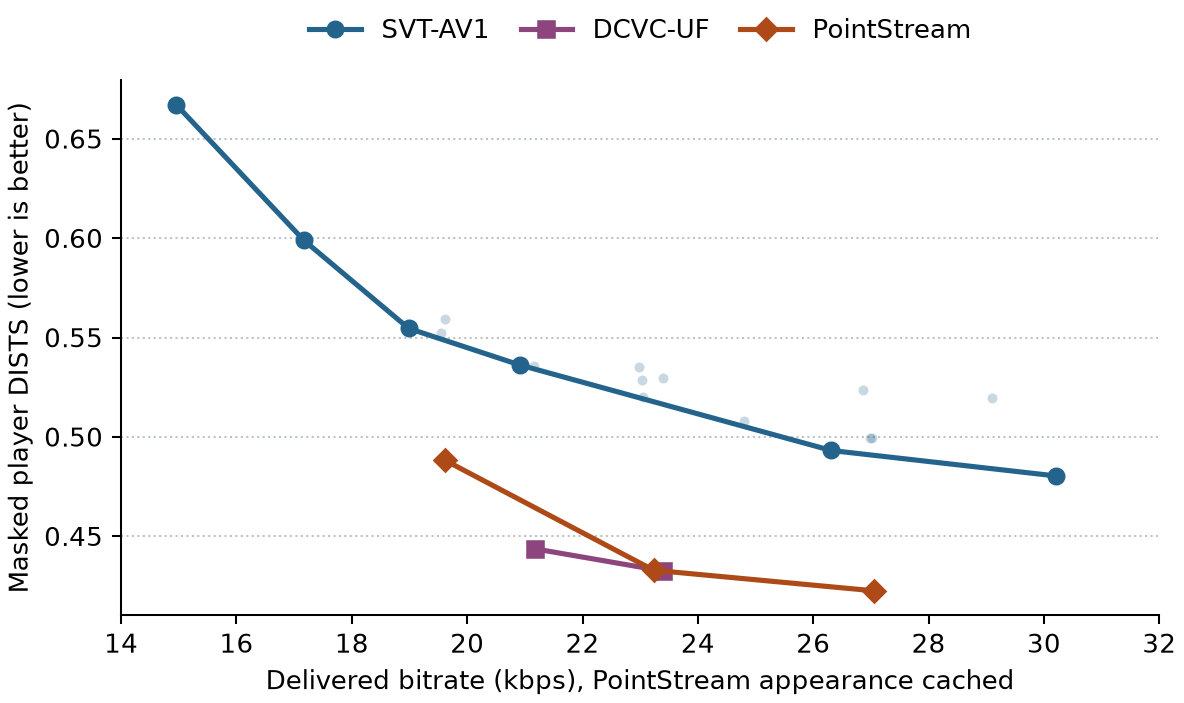 SVT-AV1 DCVC-UF PointStream
Masked player DISTS (lower is better)
0.65
0.60
0.55
0.50
0.45
14 16 18 20 22 24 26 28 30 32
Delivered bitrate (kbps), PointStream appearance cached